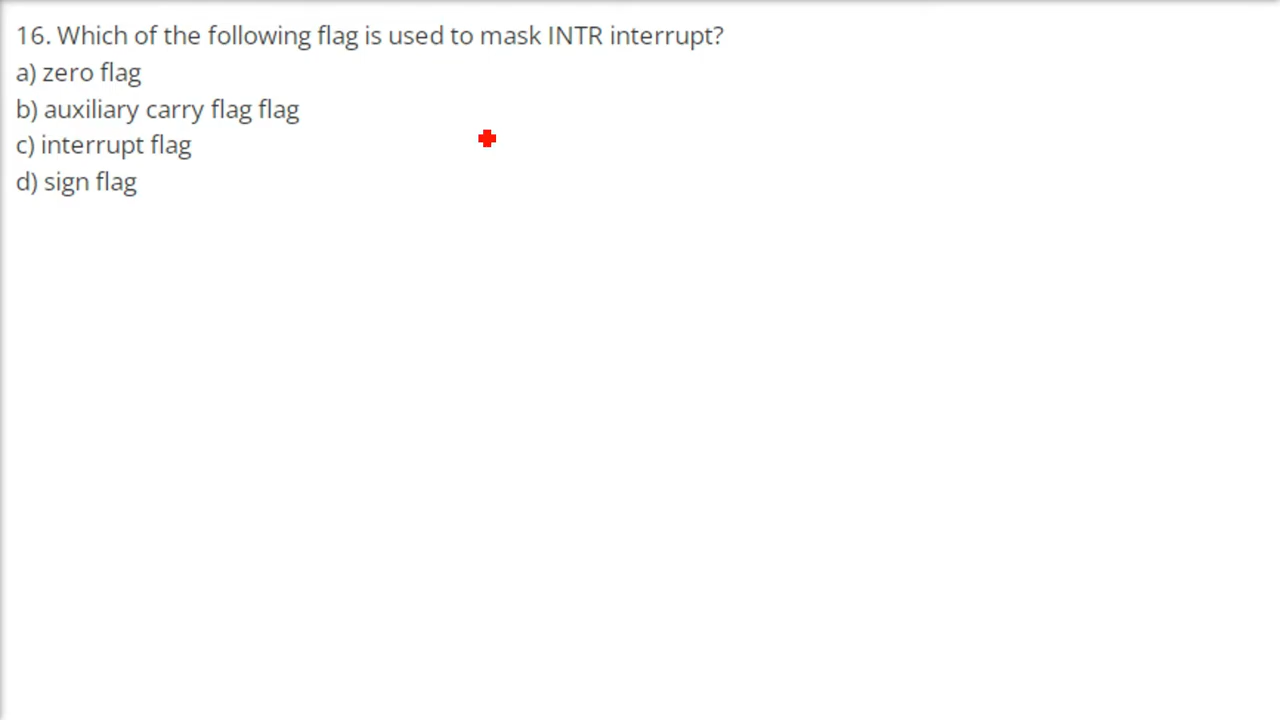 16. Which of the following flag is used to mask INTR interrupt?
a) zero flag
b) auxiliary carry flag flag
c) interrupt flag
d) sign flag